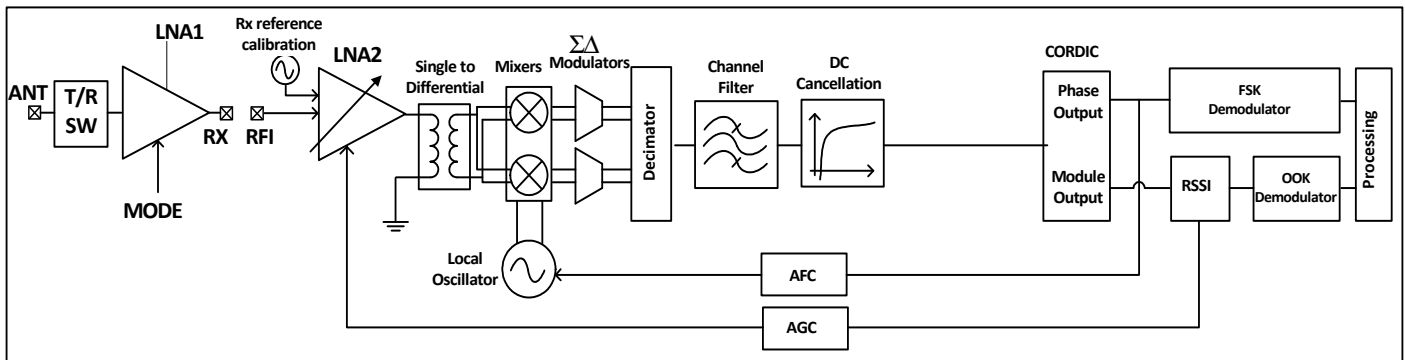 ANT
T/R
SW
LNA1
MODE
RX
RFI
Rx reference
calibration
LNA2
Single to
Differential
Mixers
ΣΔ
Modulators
Local
Oscillator
Decimator
Channel
Filter
DC
Cancellation
CORDIC
Phase
Output
Module
Output
FSK
Demodulator
RSSI
OOK
Demodulator
Processing
AFC
AGC